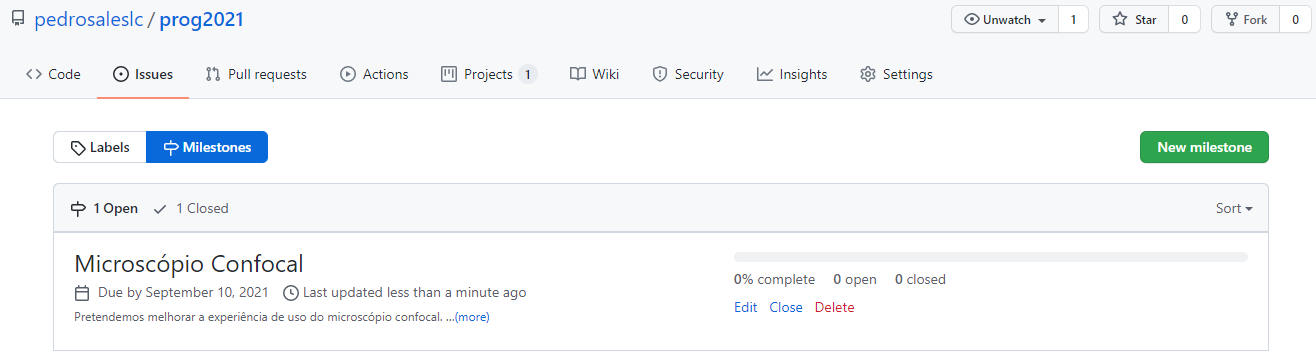 pedrosaleslc / prog2021
Unwatch 1 Star 0 Fork 0
Code Issues Pull requests Actions Projects 1 Wiki Security Insights Settings
Labels Milestones New milestone
1 Open 1 Closed Sort
Microscópio Confocal
0% complete 0 open 0 closed
Due by September 10, 2021 Last updated less than a minute ago
Edit Close Delete
Pretendemos melhorar a experiência de uso do microscópio confocal. ...(more)